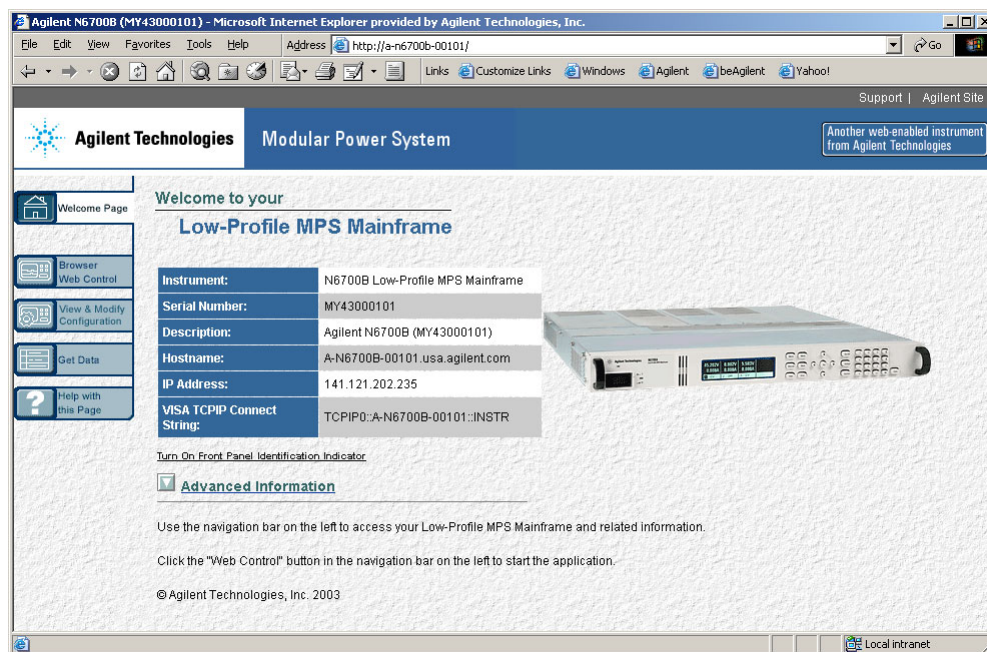 Agilent N6700B (MY43000101) - Microsoft Internet Explorer provided by Agilent Technologies, Inc.
File Edit View Favorites Tools Help Address http://a-n6700b-00101/ Go
Links Customize Links Windows Agilent beAgilent Yahoo!
Support | Agilent Site
Agilent Technologies Modular Power System
Another web-enabled instrument
from Agilent Technologies
Welcome Page
Browser
Web Control
View & Modify
Configuration
Get Data
Help with
this Page
Welcome to your
Low-Profile MPS Mainframe
Instrument: N6700B Low-Profile MPS Mainframe
Serial Number: MY43000101
Description: Agilent N6700B (MY43000101)
Hostname: A-N6700B-00101.usa.agilent.com
IP Address: 141.121.202.235
VISA TCPIP Connect
String: TCPIP0::A-N6700B-00101::INSTR
Turn On Front Panel Identification Indicator
Advanced Information
Use the navigation bar on the left to access your Low-Profile MPS Mainframe and related information.
Click the "Web Control" button in the navigation bar on the left to start the application.
© Agilent Technologies, Inc. 2003
Local intranet